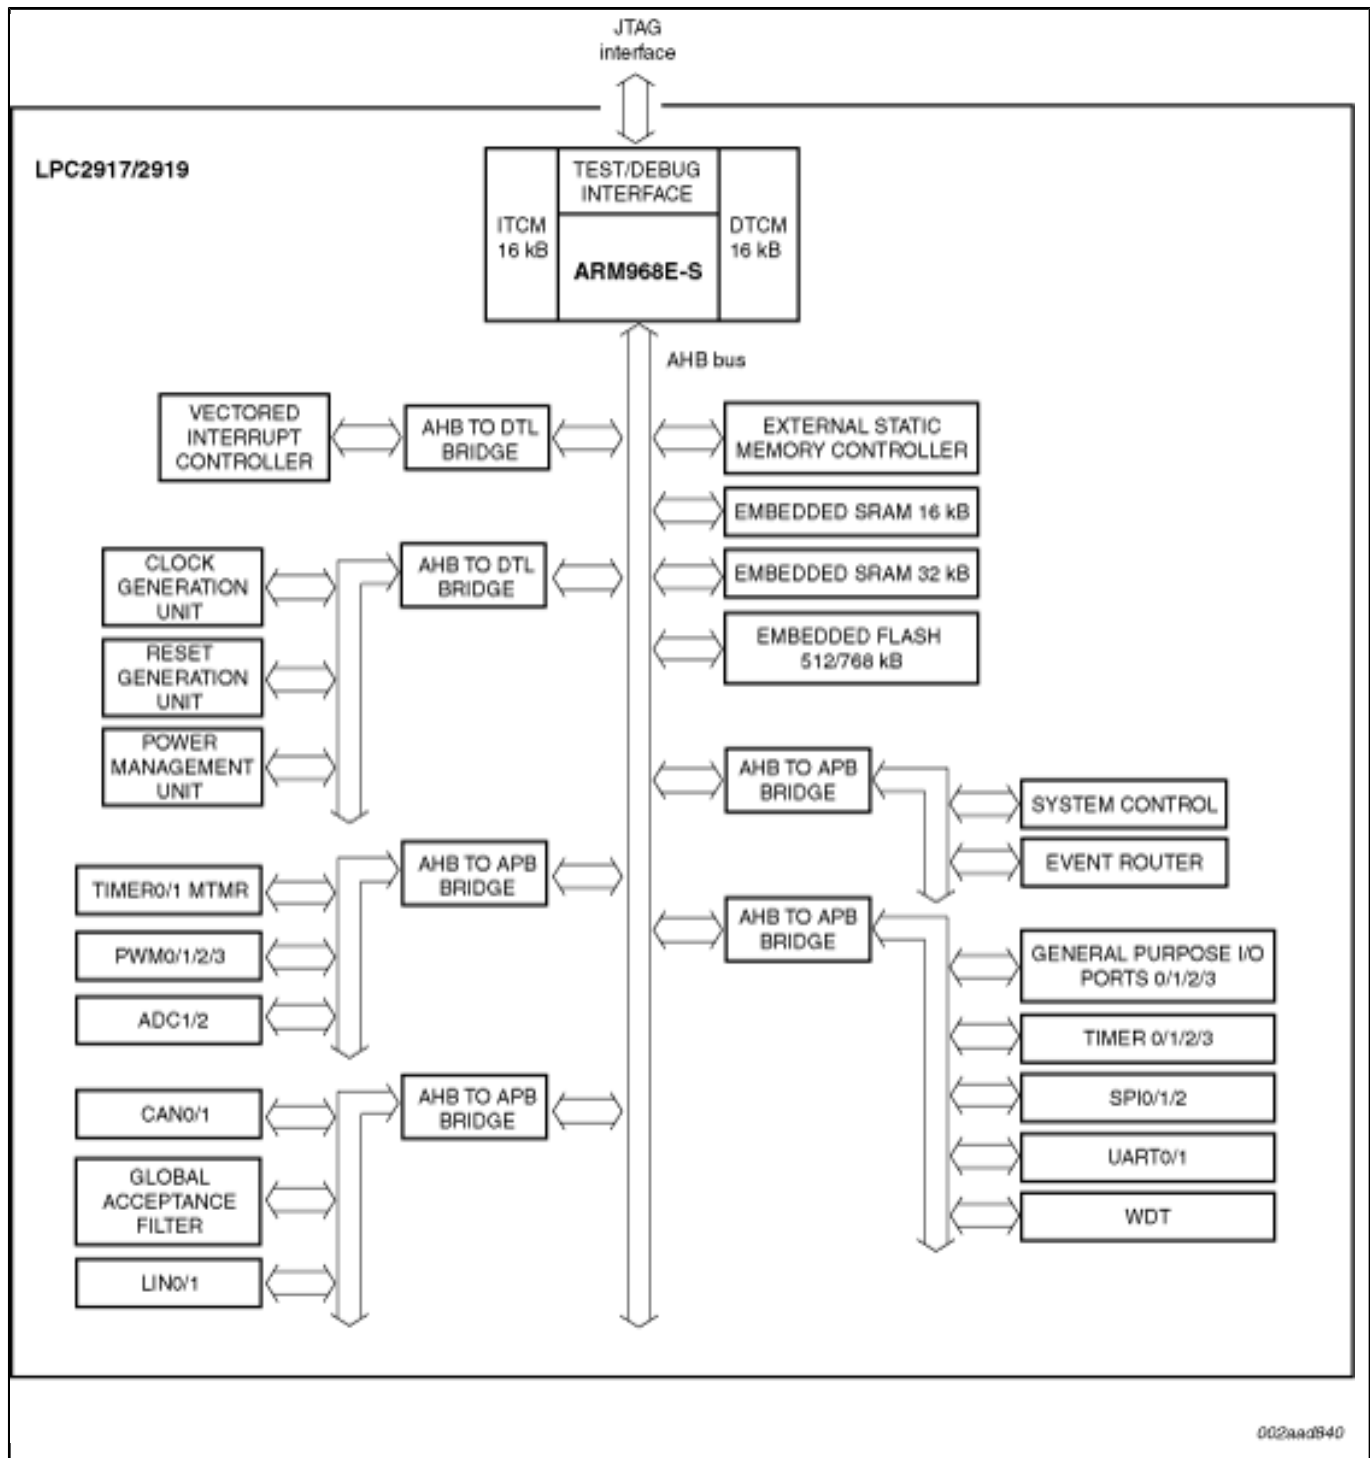 JTAG
interface
LPC2917/2919
TEST/DEBUG
INTERFACE
ITCM
16 kB
DTCM
16 kB
ARM968E-S
AHB bus
VECTORED
INTERRUPT
CONTROLLER
AHB TO DTL
BRIDGE
EXTERNAL STATIC
MEMORY CONTROLLER
EMBEDDED SRAM 16 kB
CLOCK
GENERATION
UNIT
AHB TO DTL
BRIDGE
EMBEDDED SRAM 32 kB
EMBEDDED FLASH
512/768 kB
RESET
GENERATION
UNIT
POWER
MANAGEMENT
UNIT
AHB TO APB
BRIDGE
SYSTEM CONTROL
EVENT ROUTER
AHB TO APB
BRIDGE
TIMER0/1 MTMR
PWM0/1/2/3
ADC1/2
AHB TO APB
BRIDGE
GENERAL PURPOSE I/O
PORTS 0/1/2/3
TIMER 0/1/2/3
SPI0/1/2
UART0/1
WDT
AHB TO APB
BRIDGE
CAN0/1
GLOBAL
ACCEPTANCE
FILTER
LIN0/1
002aad840